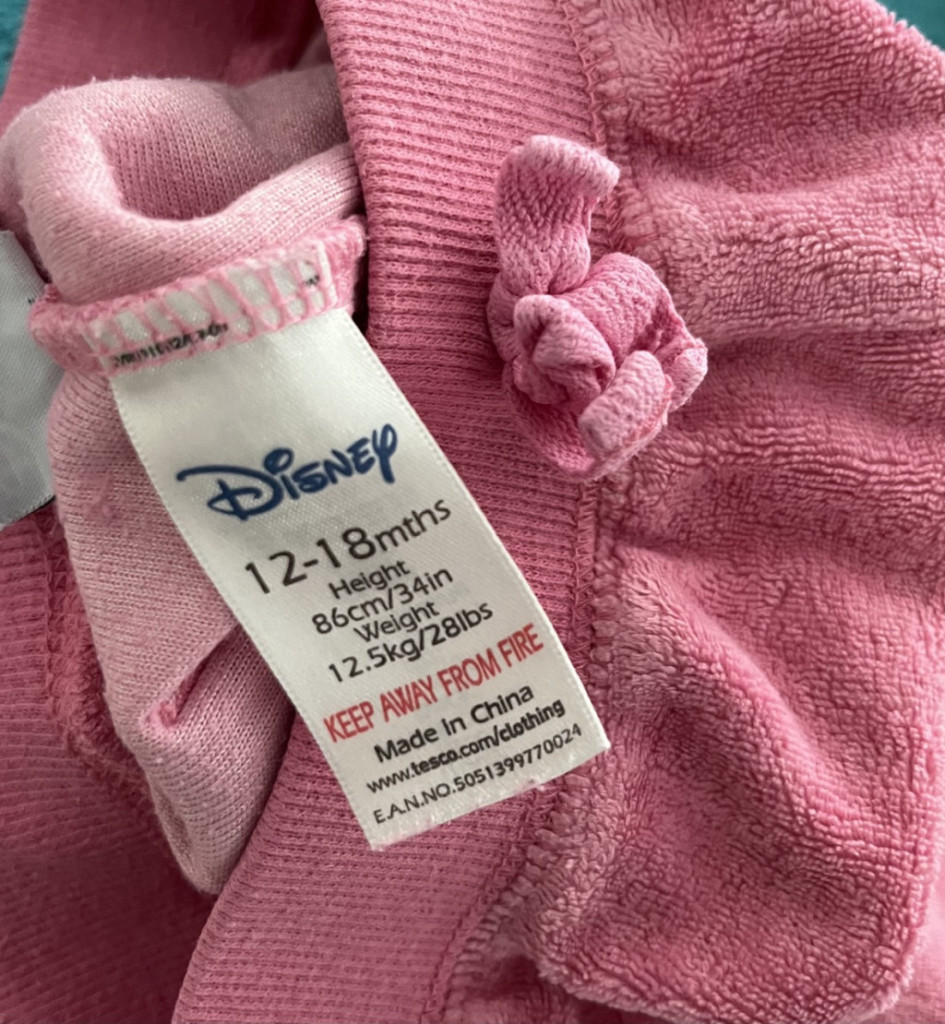 Disney
12-18mths
Height
86cm/34in
Weight
12.5kg/28lbs
KEEP AWAY FROM FIRE
Made in China
www.tesco.com/clothing
E.A.N.NO.5051399770024